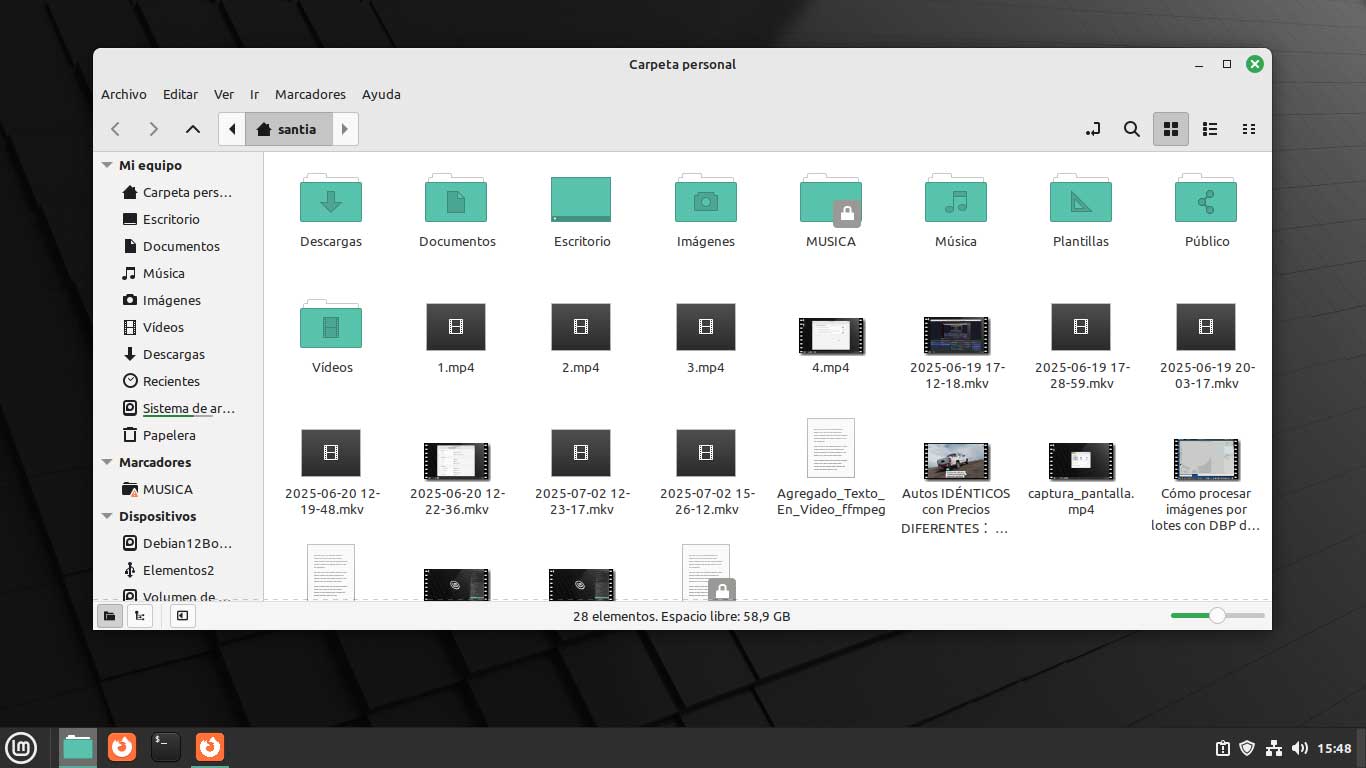 Carpeta personal
Archivo Editar Ver Ir Marcadores Ayuda
santia
Mi equipo
Carpeta pers...
Escritorio
Documentos
Música
Imágenes
Vídeos
Descargas
Recientes
Sistema de ar...
Papelera
Marcadores
MUSICA
Dispositivos
Debian12Bo...
Elementos2
Volumen de ...
Descargas
Documentos
Escritorio
Imágenes
MUSICA
Música
Plantillas
Público
Vídeos
1.mp4
2.mp4
3.mp4
4.mp4
2025-06-19 17-
12-18.mkv
2025-06-19 17-
28-59.mkv
2025-06-19 20-
03-17.mkv
2025-06-20 12-
19-48.mkv
2025-06-20 12-
22-36.mkv
2025-07-02 12-
23-17.mkv
2025-07-02 15-
26-12.mkv
Agregado_Texto_
En_Video_ffmpeg
Autos IDÉNTICOS
con Precios
DIFERENTES： ...
captura_pantalla.
mp4
Cómo procesar
imágenes por
lotes con DBP d...
28 elementos. Espacio libre: 58,9 GB
15:48